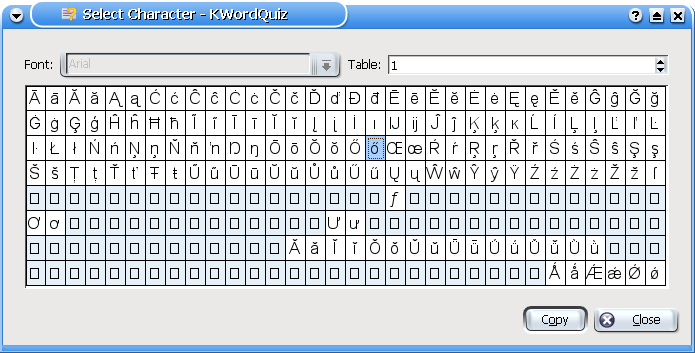 Select Character - KWordQuiz
Font: Arial Table: 1
Ā ā Ă ă Ą ą Ć ć Ĉ ĉ Ċ ċ Č č Ď ď Đ đ Ē ē Ĕ ĕ Ė ė Ę ę Ě ě Ĝ ĝ Ğ ğ
Ġ ġ Ģ ģ Ĥ ĥ Ħ ħ Ĩ ĩ Ī ī Ĭ ĭ Į į İ ı Ĳ ĳ Ĵ ĵ Ķ ķ ĸ Ĺ ĺ Ļ ļ Ľ ľ Ŀ
ŀ Ł ł Ń ń Ņ ņ Ň ň ŉ Ŋ ŋ Ō ō Ŏ ŏ Ő ő Œ œ Ŕ ŕ Ŗ ŗ Ř ř Ś ś Ŝ ŝ Ş ş
Š š Ţ ţ Ť ť Ŧ ŧ Ũ ũ Ū ū Ŭ ŭ Ů ů Ű ű Ų ų Ŵ ŵ Ŷ ŷ Ÿ Ź ź Ż ż Ž ž ſ
ƒ
Ơ ơ Ư ư
Ǎ ǎ Ǐ ǐ Ǒ ǒ Ǔ ǔ Ǖ ǖ Ǘ ǘ Ǚ ǚ Ǜ ǜ
Ǻ ǻ Ǽ ǽ Ǿ ǿ
Copy Close